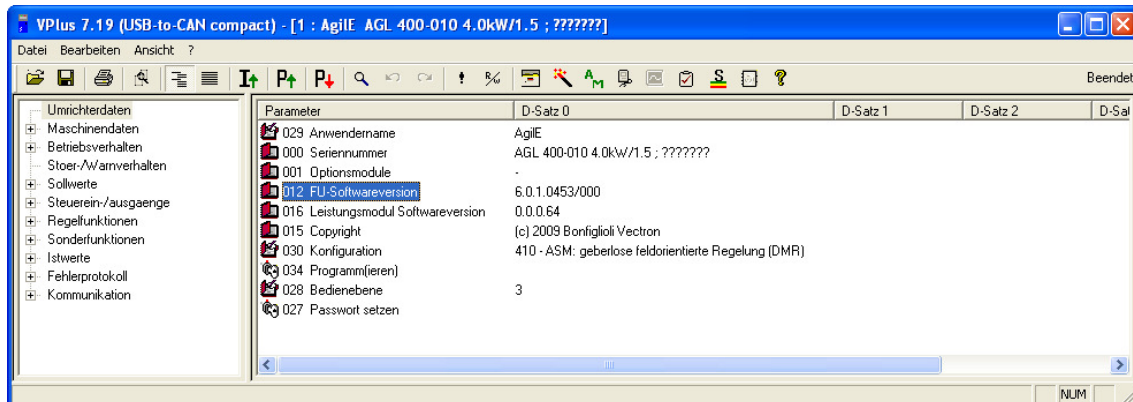 VPlus 7.19 (USB-to-CAN compact) - [1 : AgilE AGL 400-010 4.0kW/1.5 ; ???????]
Datei Bearbeiten Ansicht ?
Beendet
Umrichterdaten
Maschinendaten
Betriebsverhalten
Stoer-/Warnverhalten
Sollwerte
Steuerein-/ausgaenge
Regelfunktionen
Sonderfunktionen
Istwerte
Fehlerprotokoll
Kommunikation
Parameter D-Satz 0 D-Satz 1 D-Satz 2 D-Sat
029 Anwendername AgilE
000 Seriennummer AGL 400-010 4.0kW/1.5 ; ???????
001 Optionsmodule -
012 FU-Softwareversion 6.0.1.0453/000
016 Leistungsmodul Softwareversion 0.0.0.64
015 Copyright (c) 2009 Bonfiglioli Vectron
030 Konfiguration 410 - ASM: geberlose feldorientierte Regelung (DMR)
034 Programm(ieren)
028 Bedienebene 3
027 Passwort setzen
NUM